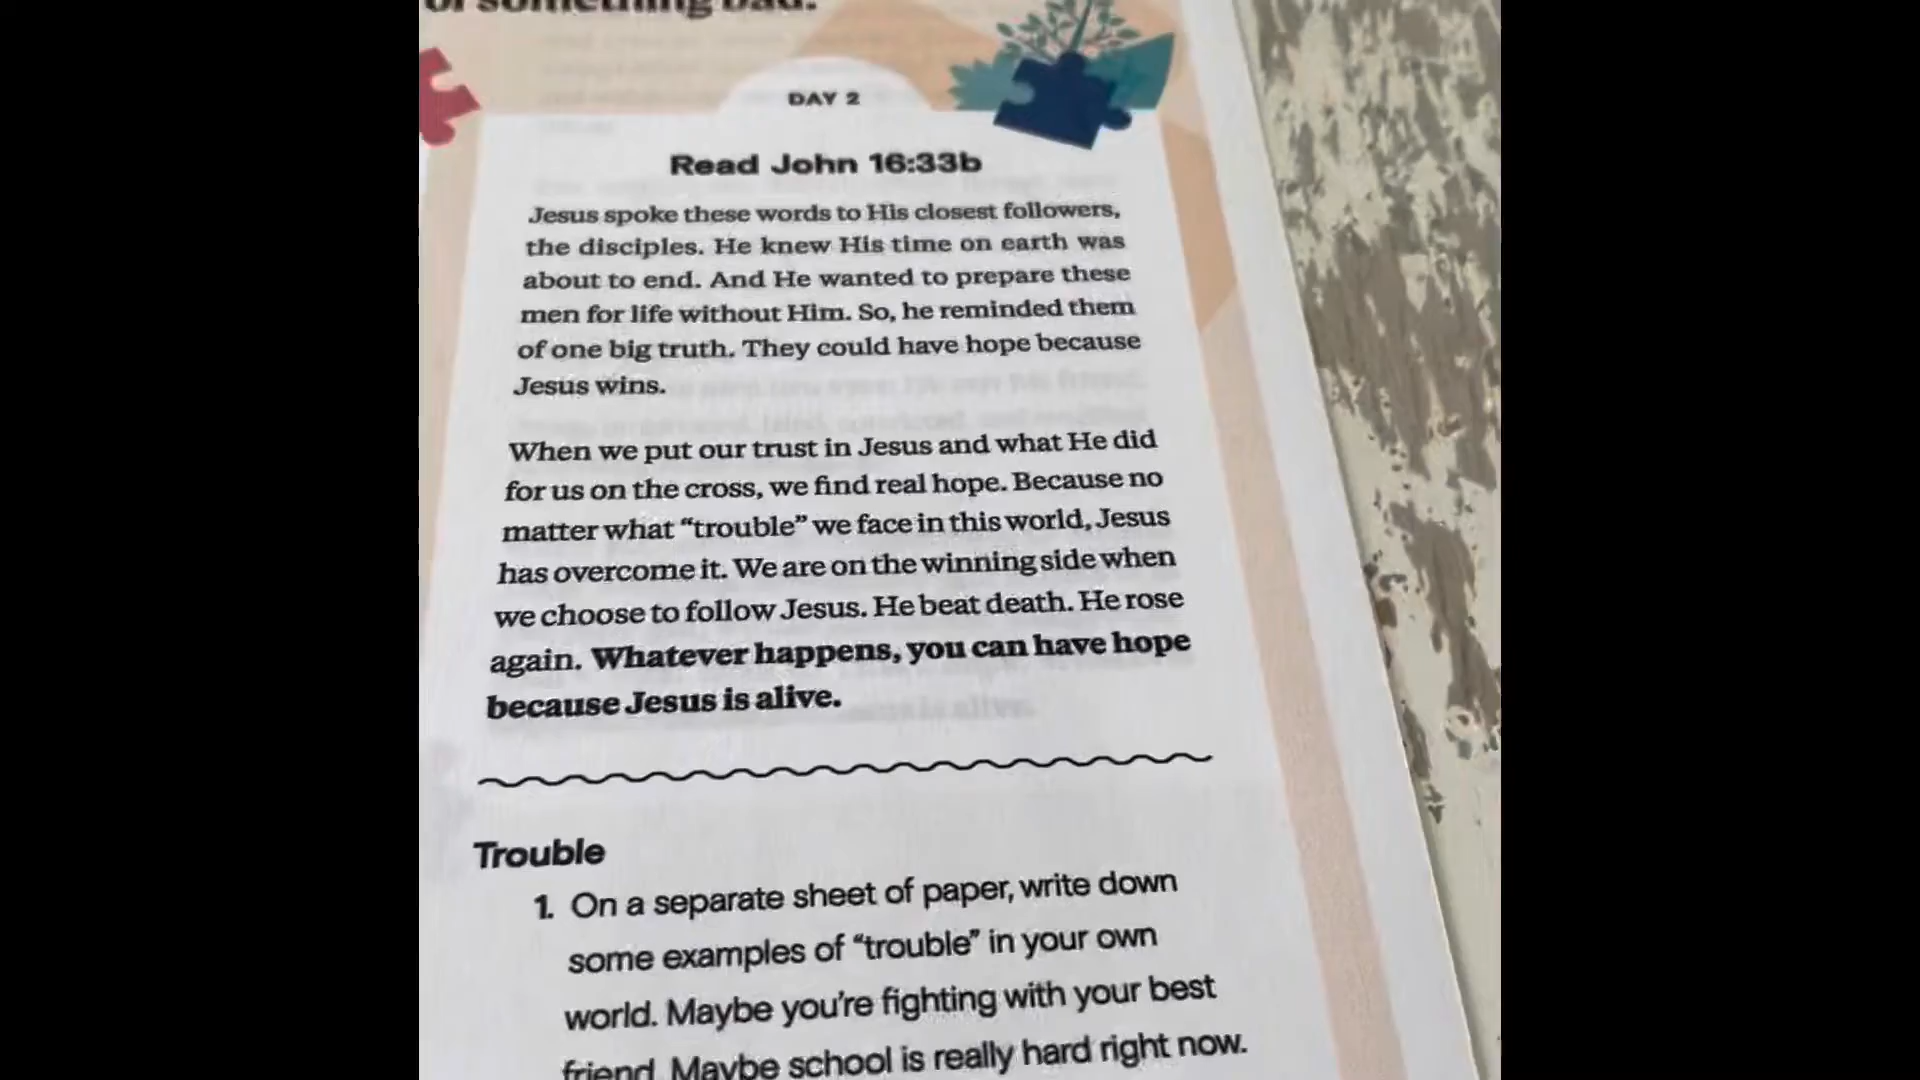 of something bad.
DAY 2
Read John 16:33b
Jesus spoke these words to His closest followers,
the disciples. He knew His time on earth was
about to end. And He wanted to prepare these
men for life without Him. So, he reminded them
of one big truth. They could have hope because
Jesus wins.
When we put our trust in Jesus and what He did
for us on the cross, we find real hope. Because no
matter what “trouble” we face in this world, Jesus
has overcome it. We are on the winning side when
we choose to follow Jesus. He beat death. He rose
again. Whatever happens, you can have hope
because Jesus is alive.
Trouble
1. On a separate sheet of paper, write down
some examples of “trouble” in your own
world. Maybe you’re fighting with your best
friend. Maybe school is really hard right now.